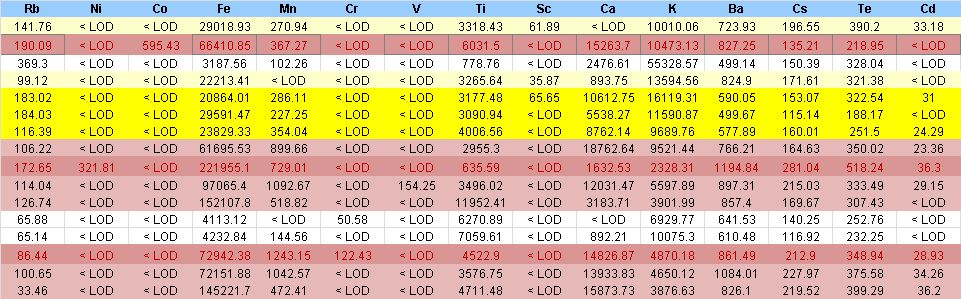 Rb Ni Co Fe Mn Cr V Ti Sc Ca K Ba Cs Te Cd
141.76 < LOD < LOD 29018.93 270.94 < LOD < LOD 3318.43 61.89 < LOD 10010.06 723.93 196.55 390.2 33.18
190.09 < LOD 595.43 66410.85 367.27 < LOD < LOD 6031.5 < LOD 15263.7 10473.13 827.25 135.21 218.95 < LOD
369.3 < LOD < LOD 3187.56 102.26 < LOD < LOD 778.76 < LOD 2476.61 55328.57 499.14 150.39 328.04 < LOD
99.12 < LOD < LOD 22213.41 < LOD < LOD < LOD 3265.64 35.87 893.75 13594.56 824.9 171.61 321.38 < LOD
183.02 < LOD < LOD 20864.01 286.11 < LOD < LOD 3177.48 65.65 10612.75 16119.31 590.05 153.07 322.54 31
184.03 < LOD < LOD 29591.47 227.25 < LOD < LOD 3090.94 < LOD 5538.27 11590.87 499.67 115.14 188.17 < LOD
116.39 < LOD < LOD 23829.33 354.04 < LOD < LOD 4006.56 < LOD 8762.14 9689.76 577.89 160.01 251.5 24.29
106.22 < LOD < LOD 61695.53 899.66 < LOD < LOD 2955.3 < LOD 18762.64 9521.44 766.21 164.63 350.02 23.36
172.65 321.81 < LOD 221955.1 729.01 < LOD < LOD 635.59 < LOD 1632.53 2328.31 1194.84 281.04 518.24 36.3
114.04 < LOD < LOD 97065.4 1092.67 < LOD 154.25 3496.02 < LOD 12031.47 5597.89 897.31 215.03 333.49 29.15
126.74 < LOD < LOD 152107.8 518.82 < LOD < LOD 11952.41 < LOD 3183.71 3901.99 857.4 169.67 307.43 < LOD
65.88 < LOD < LOD 4113.12 < LOD 50.58 < LOD 6270.89 < LOD < LOD 6929.77 641.53 140.25 252.76 < LOD
65.14 < LOD < LOD 4232.84 144.56 < LOD < LOD 7059.61 < LOD 892.21 10075.3 610.48 116.92 232.25 < LOD
86.44 < LOD < LOD 72942.38 1243.15 122.43 < LOD 4522.9 < LOD 14826.87 4870.18 861.49 212.9 348.94 28.93
100.65 < LOD < LOD 72151.88 1042.57 < LOD < LOD 3576.75 < LOD 13933.83 4650.12 1084.01 227.97 375.58 34.26
33.46 < LOD < LOD 145221.7 472.41 < LOD < LOD 4711.48 < LOD 15873.73 3876.63 826.1 219.52 399.29 36.2